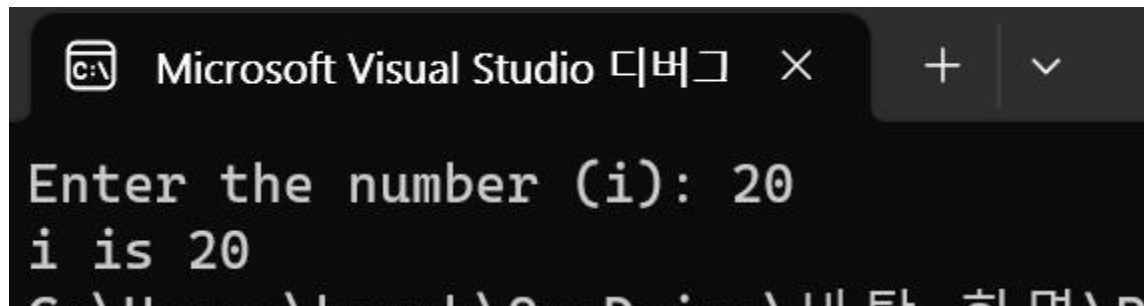 Microsoft Visual Studio 디버그
Enter the number (i): 20
i is 20